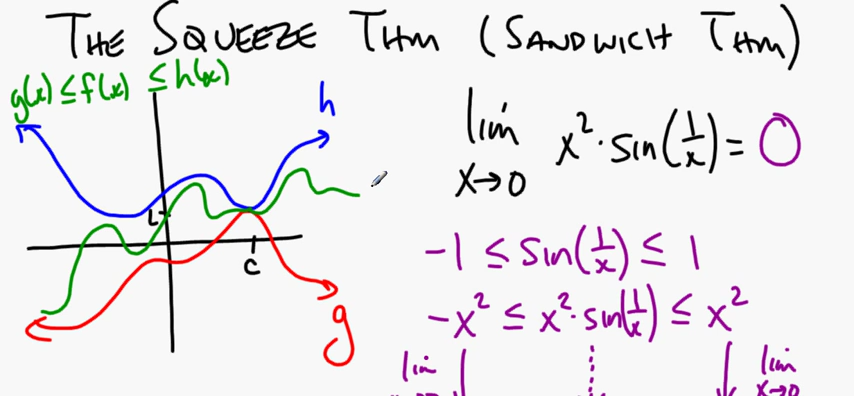 THE SQUEEZE THM (SANDWICH THM)
g(x) ≤ f(x) ≤ h(x)
h
L
c
g
lim x→0 x²·sin(1/x) = 0
-1 ≤ sin(1/x) ≤ 1
-x² ≤ x²·sin(1/x) ≤ x²
lim
lim x→0